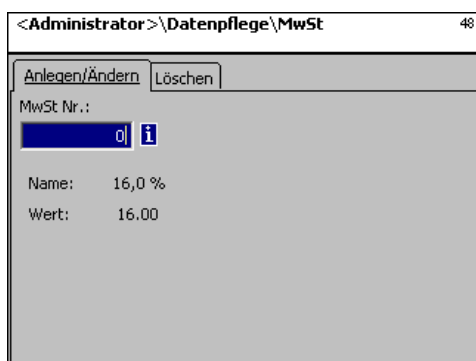 <Administrator>\Datenpflege\MwSt 48
Anlegen/Ändern Löschen
MwSt Nr.:
0 i
Name: 16,0 %
Wert: 16.00